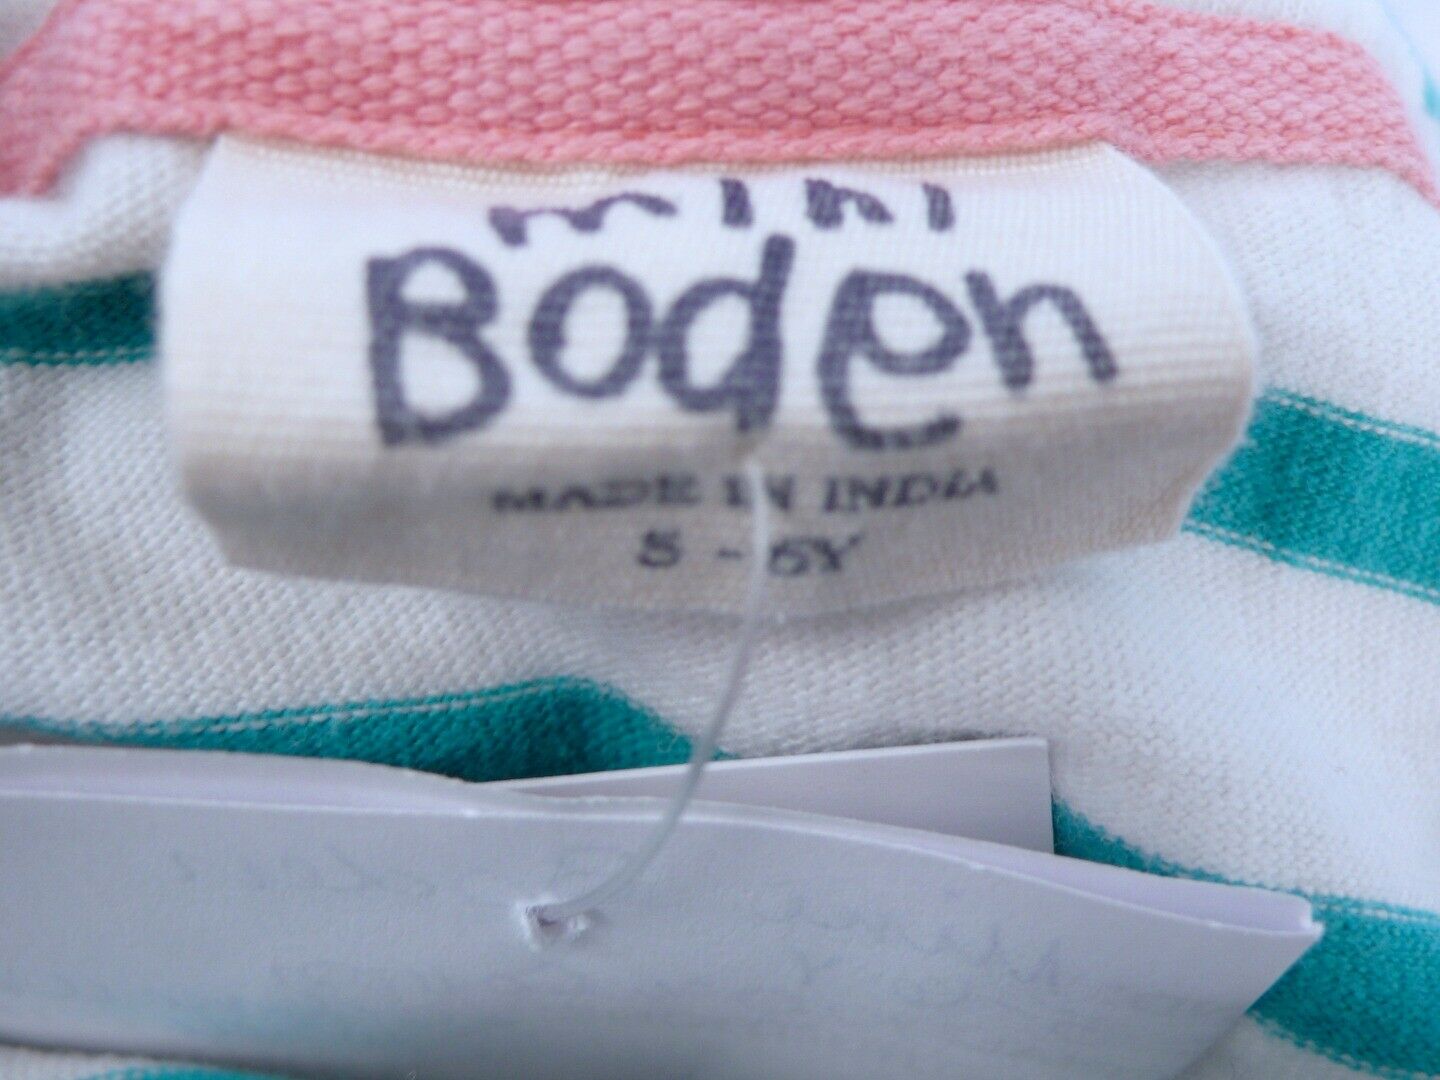 mini
Boden
MADE IN INDIA
5 - 6Y